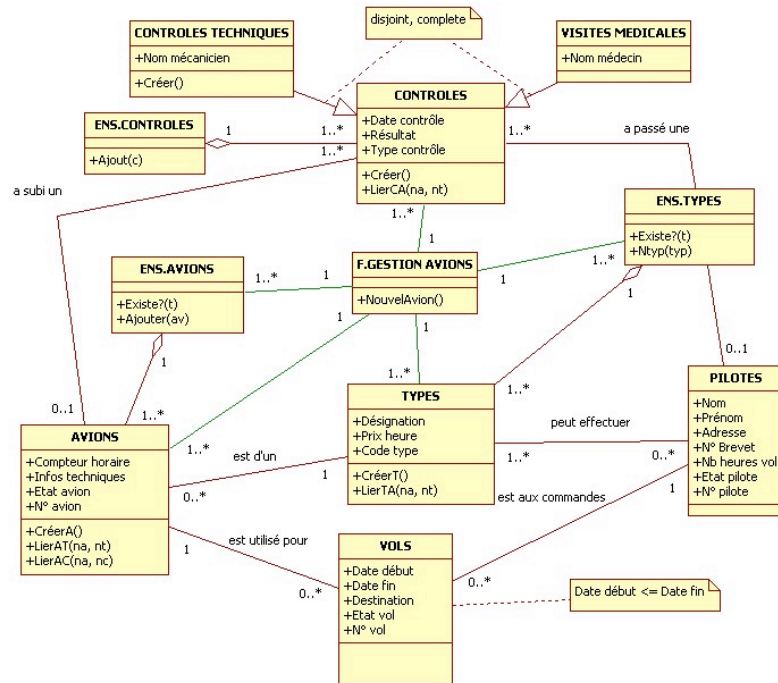 disjoint, complete
CONTROLES TECHNIQUES
+Nom mécanicien
+Créer()
VISITES MEDICALES
+Nom médecin
CONTROLES
+Date contrôle
+Résultat
+Type contrôle
+Créer()
+LierCA(na, nt)
ENS.CONTROLES
+Ajout(c)
1
1..*
1..*
1..*
a passé une
a subi un
ENS.TYPES
+Existe?(t)
+Ntyp(typ)
1..*
1
ENS.AVIONS
+Existe?(t)
+Ajouter(av)
1..*
1
F.GESTION AVIONS
+NouvelAvion()
1
1..*
1
1
1
1
0..1
1..*
1..*
1..*
1..*
0..1
TYPES
+Désignation
+Prix heure
+Code type
+CréerT()
+LierTA(na, nt)
PILOTES
+Nom
+Prénom
+Adresse
+N° Brevet
+Nb heures vol
+Etat pilote
+N° pilote
AVIONS
+Compteur horaire
+Infos techniques
+Etat avion
+N° avion
+CréerA()
+LierAT(na, nt)
+LierAC(na, nc)
est d'un
0..*
1
peut effectuer
1..*
0..*
est aux commandes
1
0..*
est utilisé pour
1
0..*
VOLS
+Date début
+Date fin
+Destination
+Etat vol
+N° vol
Date début <= Date fin